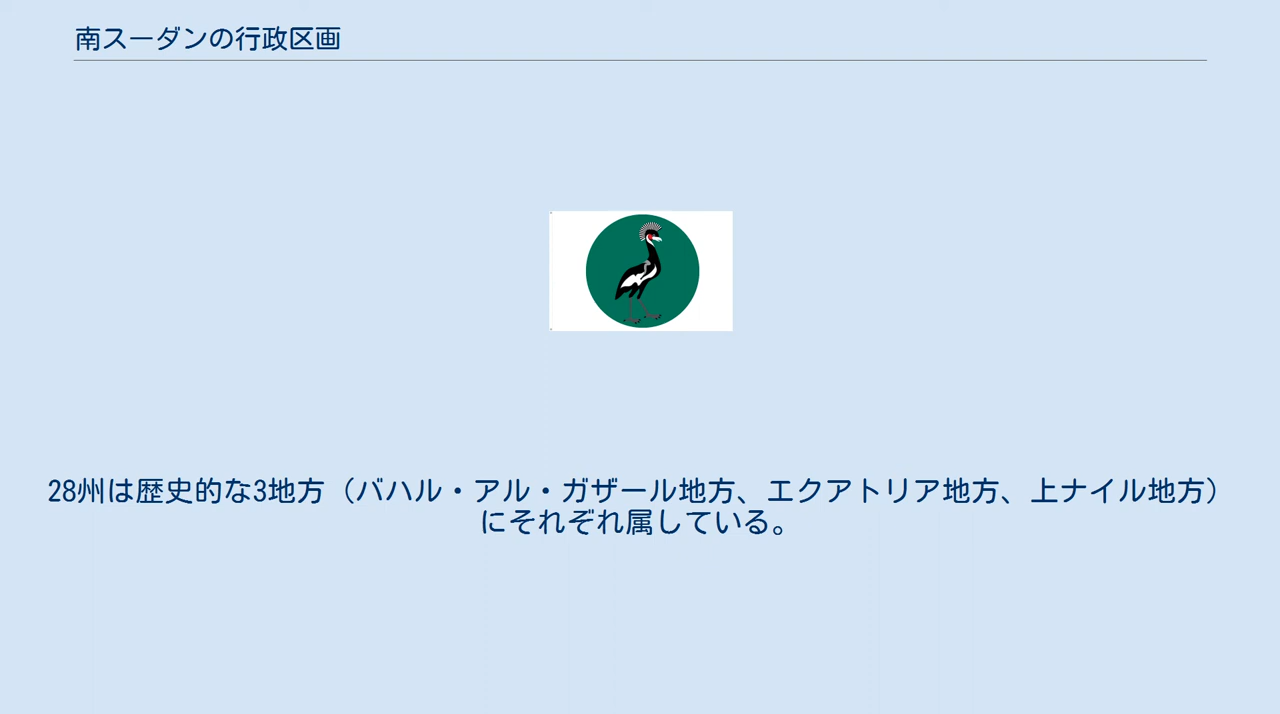 南スーダンの行政区画
28州は歴史的な3地方（バハル・アル・ガザール地方、エクアトリア地方、上ナイル地方）
にそれぞれ属している。